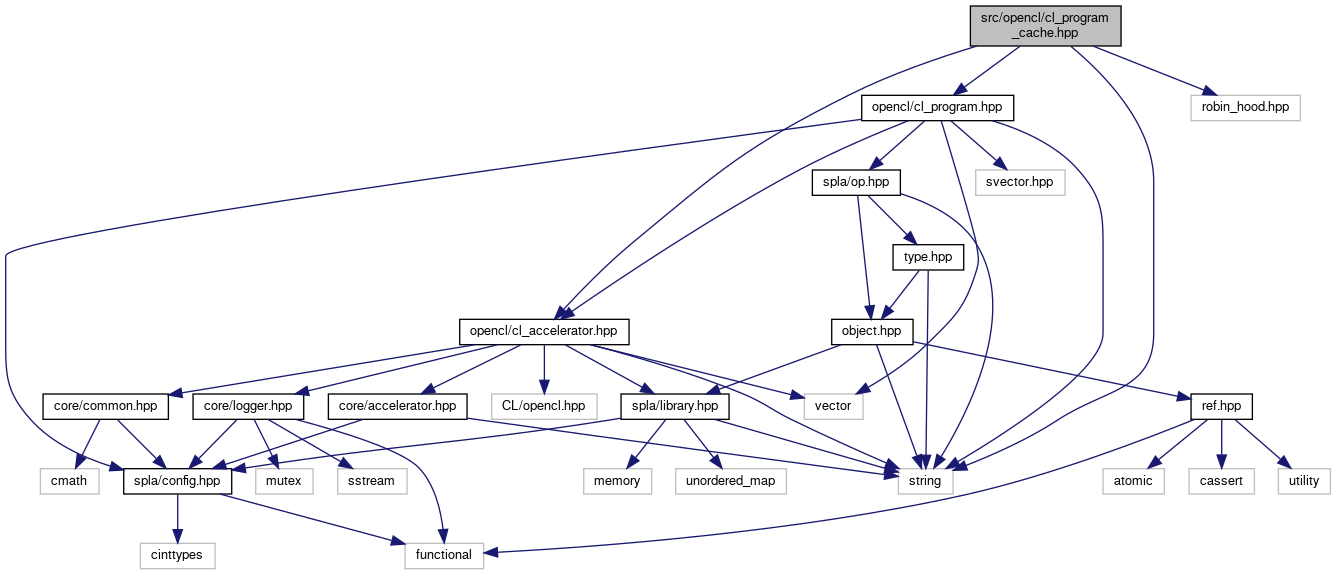 src/opencl/cl_program
_cache.hpp
opencl/cl_program.hpp
robin_hood.hpp
spla/op.hpp
svector.hpp
type.hpp
opencl/cl_accelerator.hpp
object.hpp
core/common.hpp
core/logger.hpp
core/accelerator.hpp
CL/opencl.hpp
spla/library.hpp
vector
ref.hpp
cmath
spla/config.hpp
mutex
sstream
memory
unordered_map
string
atomic
cassert
utility
cinttypes
functional